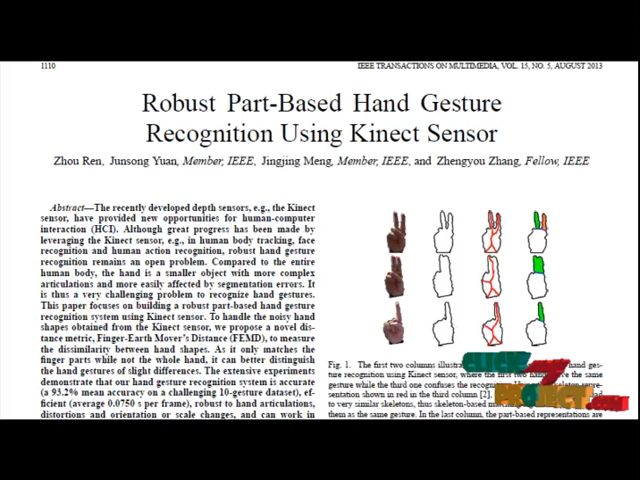 1110
IEEE TRANSACTIONS ON MULTIMEDIA, VOL. 15, NO. 5, AUGUST 2013
Robust Part-Based Hand Gesture
Recognition Using Kinect Sensor
Zhou Ren, Junsong Yuan, Member, IEEE, Jingjing Meng, Member, IEEE, and Zhengyou Zhang, Fellow, IEEE
Abstract—The recently developed depth sensors, e.g., the Kinect
sensor, have provided new opportunities for human-computer
interaction (HCI). Although great progress has been made by
leveraging the Kinect sensor, e.g., in human body tracking, face
recognition and human action recognition, robust hand gesture
recognition remains an open problem. Compared to the entire
human body, the hand is a smaller object with more complex
articulations and more easily affected by segmentation errors. It
is thus a very challenging problem to recognize hand gestures.
This paper focuses on building a robust part-based hand gesture
recognition system using Kinect sensor. To handle the noisy hand
shapes obtained from the Kinect sensor, we propose a novel dis-
tance metric, Finger-Earth Mover's Distance (FEMD), to measure
the dissimilarity between hand shapes. As it only matches the
finger parts while not the whole hand, it can better distinguish
the hand gestures of slight differences. The extensive experiments
demonstrate that our hand gesture recognition system is accurate
(a 93.2% mean accuracy on a challenging 10-gesture dataset), ef-
ficient (average 0.0750 s per frame), robust to hand articulations,
distortions and orientation or scale changes, and can work in
Fig. 1. The first two columns illustra hand ges-
ture recognition using Kinect sensor, where the first two have the same
gesture while the third one confuses the recogni repre-
sentation shown in red in the third column [2]. ad
to very similar skeletons, thus skeleton-based
them as the same gesture. In the last column, the part-based representations are
CLICK
PROJECT.COM